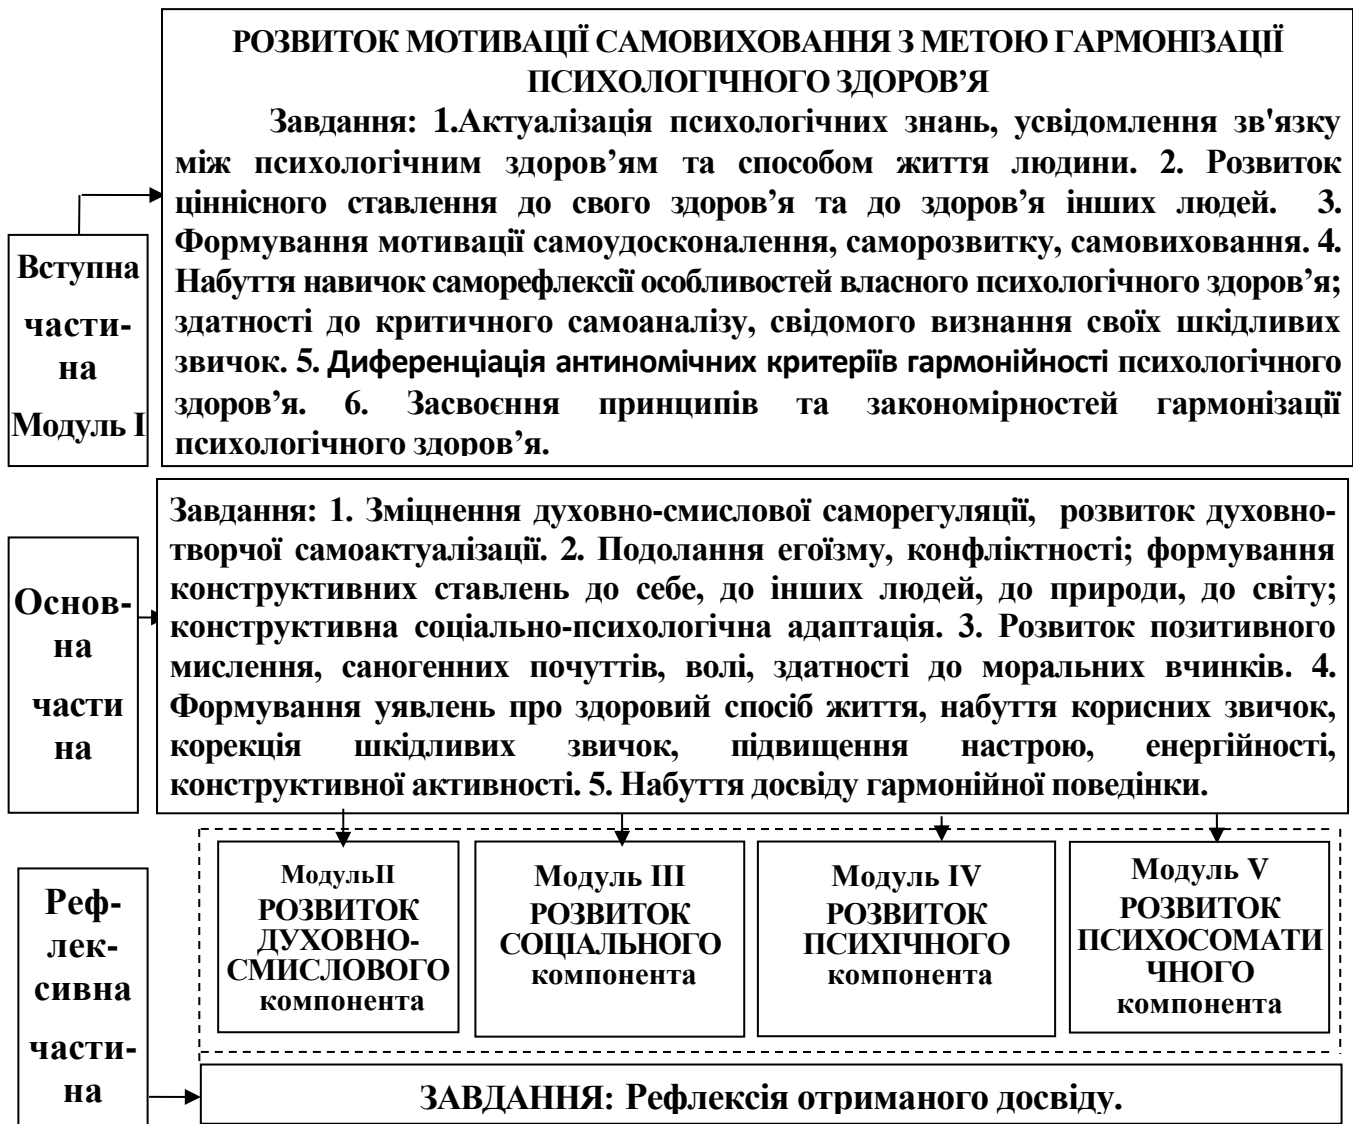 РОЗВИТОК МОТИВАЦІЇ САМОВИХОВАННЯ З МЕТОЮ ГАРМОНІЗАЦІЇ
ПСИХОЛОГІЧНОГО ЗДОРОВ’Я
Завдання: 1.Актуалізація психологічних знань, усвідомлення зв'язку
між психологічним здоров’ям та способом життя людини. 2. Розвиток
ціннісного ставлення до свого здоров’я та до здоров’я інших людей. 3.
Формування мотивації самоудосконалення, саморозвитку, самовиховання. 4.
Набуття навичок саморефлексії особливостей власного психологічного здоров’я;
здатності до критичного самоаналізу, свідомого визнання своїх шкідливих
звичок. 5. Диференціація антиномічних критеріїв гармонійності психологічного
здоров’я. 6. Засвоєння принципів та закономірностей гармонізації
психологічного здоров’я.
Вступна
части-
на
Модуль I
Завдання: 1. Зміцнення духовно-смислової саморегуляції, розвиток духовно-
творчої самоактуалізації. 2. Подолання егоїзму, конфліктності; формування
конструктивних ставлень до себе, до інших людей, до природи, до світу;
конструктивна соціально-психологічна адаптація. 3. Розвиток позитивного
мислення, саногенних почуттів, волі, здатності до моральних вчинків. 4.
Формування уявлень про здоровий спосіб життя, набуття корисних звичок,
корекція шкідливих звичок, підвищення настрою, енергійності,
конструктивної активності. 5. Набуття досвіду гармонійної поведінки.
Основ-
на
части
на
МодульII
РОЗВИТОК
ДУХОВНО-
СМИСЛОВОГО
компонента
Модуль III
РОЗВИТОК
СОЦІАЛЬНОГО
компонента
Модуль IV
РОЗВИТОК
ПСИХІЧНОГО
компонента
Модуль V
РОЗВИТОК
ПСИХОСОМАТИ
ЧНОГО
компонента
Реф-
лек-
сивна
части-
на
ЗАВДАННЯ: Рефлексія отриманого досвіду.